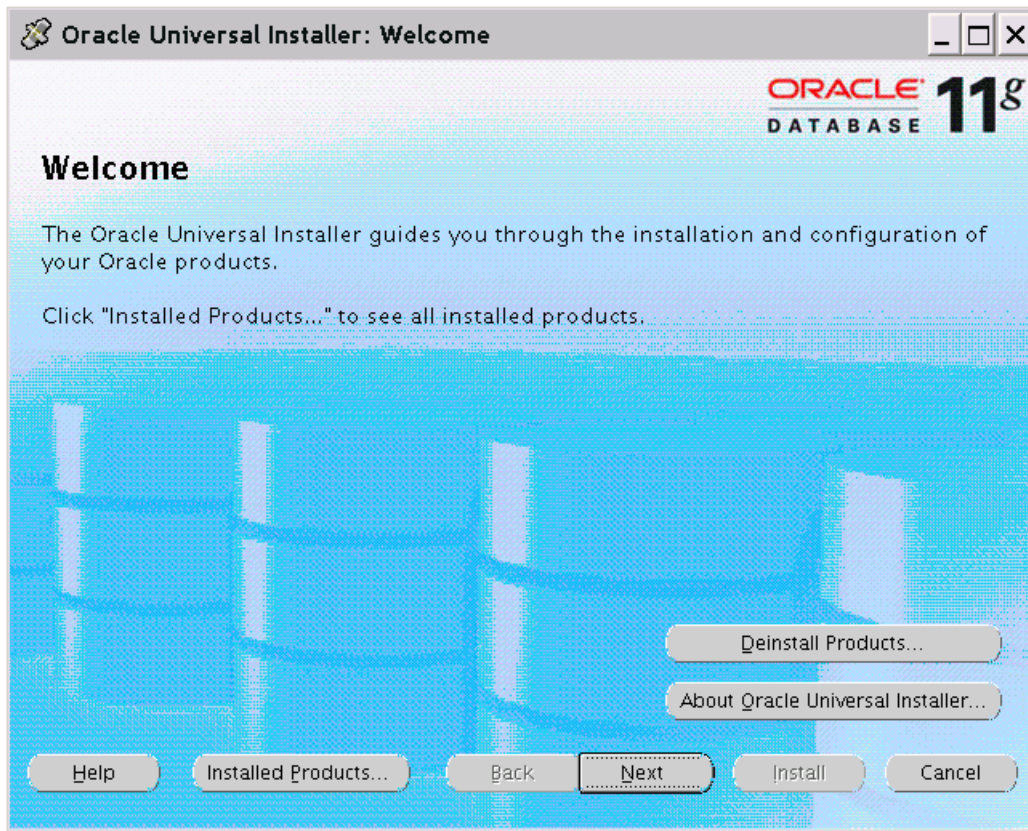 Oracle Universal Installer: Welcome
ORACLE 11g
DATABASE
Welcome
The Oracle Universal Installer guides you through the installation and configuration of
your Oracle products.
Click "Installed Products..." to see all installed products.
Deinstall Products...
About Oracle Universal Installer...
Help Installed Products... Back Next Install Cancel